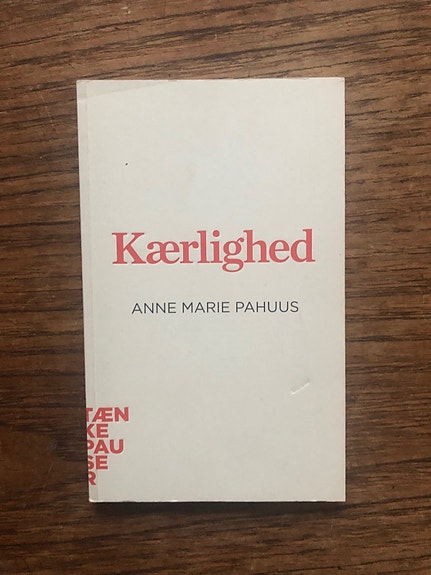 Kærlighed
ANNE MARIE PAHUUS
TÆN
KE
PAU
SE
R